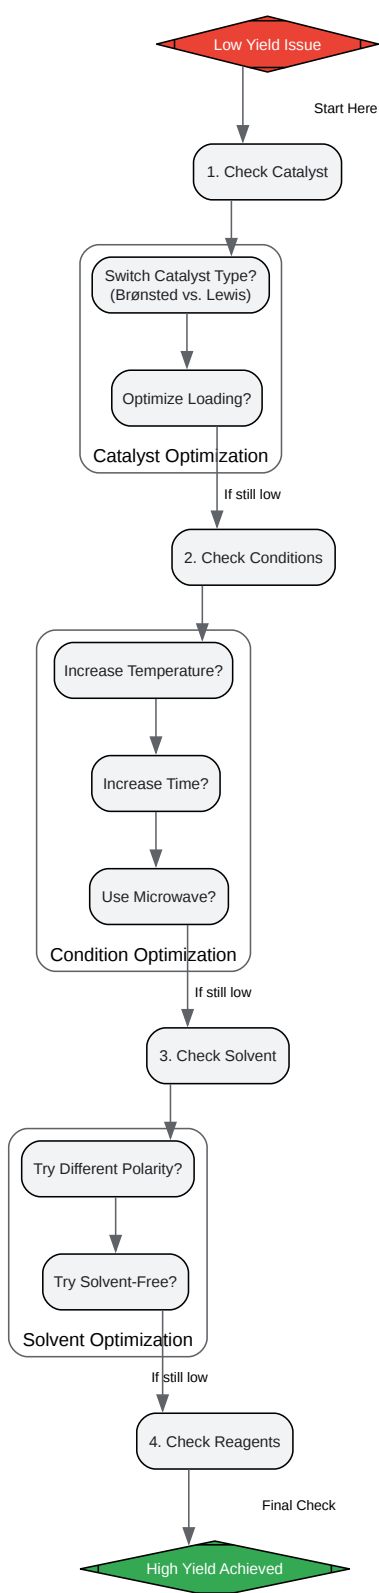 Low Yield Issue
Start Here
1. Check Catalyst
Switch Catalyst Type?
(Brønsted vs. Lewis)
Optimize Loading?
Catalyst Optimization
If still low
2. Check Conditions
Increase Temperature?
Increase Time?
Use Microwave?
Condition Optimization
If still low
3. Check Solvent
Try Different Polarity?
Try Solvent-Free?
Solvent Optimization
If still low
4. Check Reagents
Final Check
High Yield Achieved